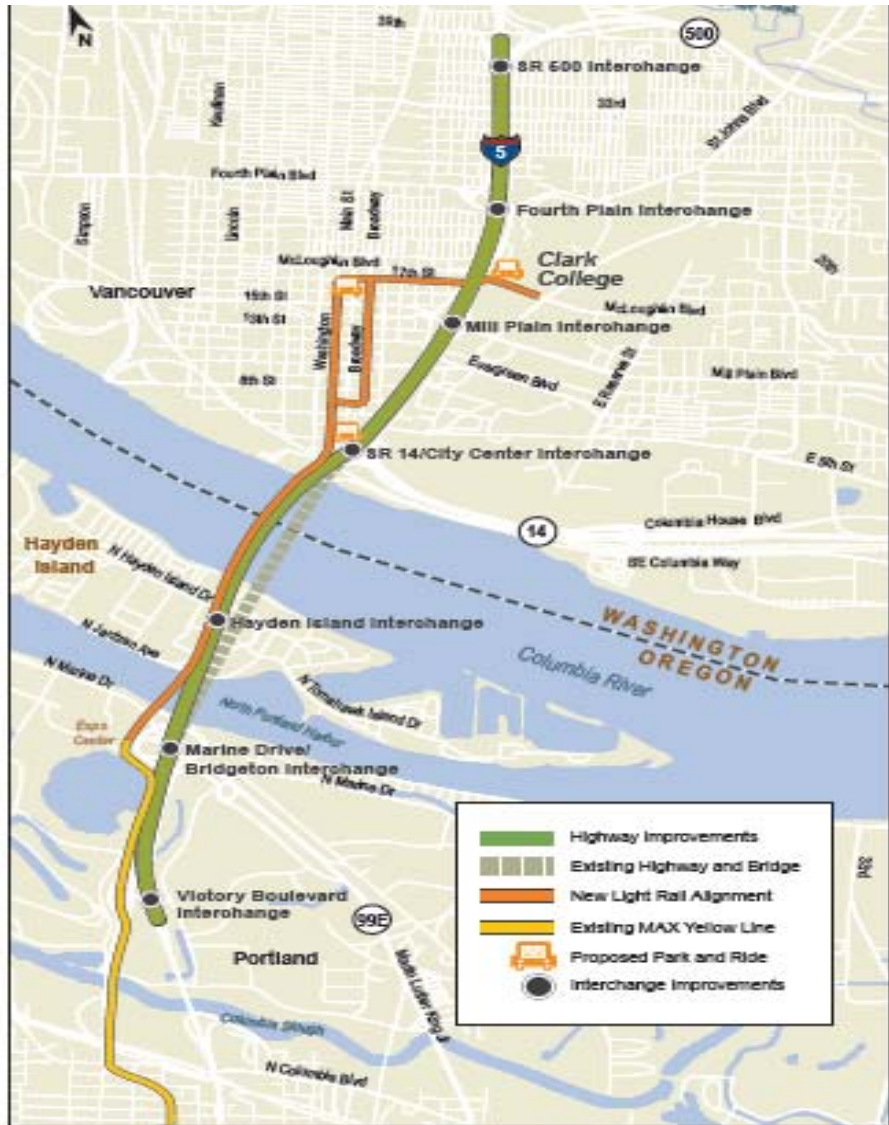 N
39th
500
SR 500 Interchange
Kauffman
33rd
St Johns Blvd
5
Fourth Plain Blvd
Main St
Broadway
Simpson
Lincoln
Fourth Plain Interchange
McLoughlin Blvd
17th St
Clark
College
20th
Vancouver
15th St
13th St
McLoughlin Blvd
Mill Plain Interchange
Washington
Broadway
8th St
Evergreen Blvd
E Reserve St
Mill Plain Blvd
SR 14/City Center Interchange
E 5th St
14
Columbia House Blvd
SE Columbia Way
Hayden
Island
N Hayden Island Dr
Hayden Island Interchange
WASHINGTON
OREGON
Columbia River
N Jantzen Ave
N Marine Dr
N Tomahawk Island Dr
North Portland Harbor
Expo
Center
Marine Drive/
Bridgeton Interchange
N Marine Dr
Highway Improvements
Existing Highway and Bridge
New Light Rail Alignment
Existing MAX Yellow Line
Proposed Park and Ride
Interchange Improvements
33rd
Victory Boulevard
Interchange
99E
Portland
Martin Luther King Jr
Columbia Slough
N Columbia Blvd